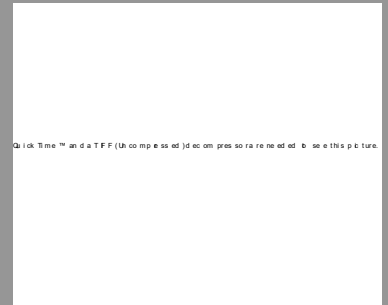 QuickTime™ and a TIFF (Uncompressed) decompressor are needed to see this picture.